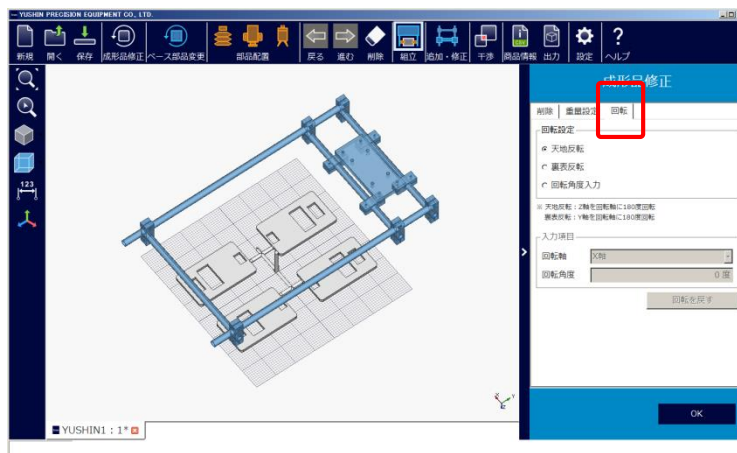 YUSHIN PRECISION EQUIPMENT CO., LTD.
新規 開く 保存 成形品修正 ベース部品変更 部品配置 戻る 進む 削除 組立 追加・修正 干渉 商品情報 出力 設定 ヘルプ
成形品修正
削除 重量設定 回転
回転設定
天地反転
裏表反転
回転角度入力
※ 天地反転：Z軸を回転軸に180度回転
裏表反転：Y軸を回転軸に180度回転
入力項目
回転軸 X軸
回転角度 0 度
回転を戻す
OK
123
YUSHIN1 : 1*